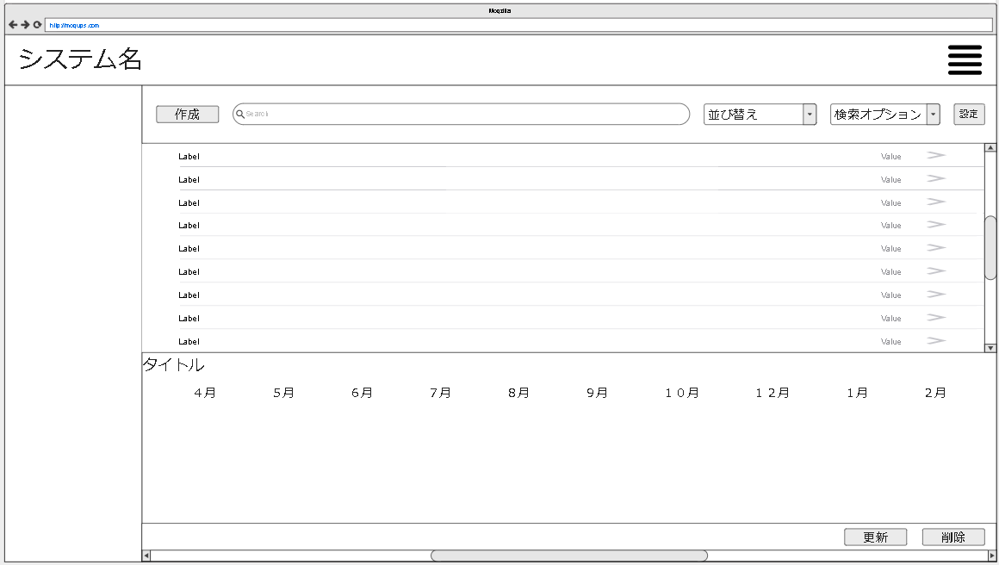 Moqzilla
http://moqups.com
システム名
作成
Search
並び替え
検索オプション
設定
Label Value
Label Value
Label Value
Label Value
Label Value
Label Value
Label Value
Label Value
Label Value
タイトル
4月 5月 6月 7月 8月 9月 １０月 １２月 1月 2月
更新 削除